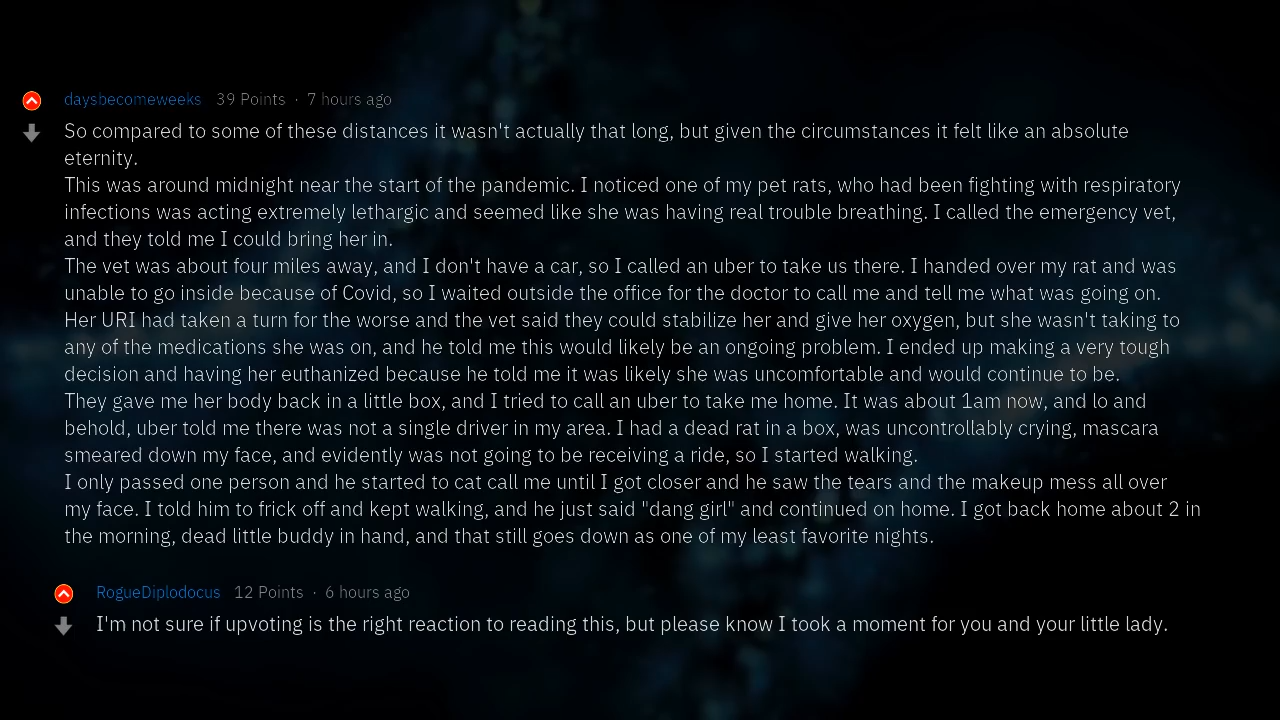 daysbecomeweeks 39 Points · 7 hours ago
So compared to some of these distances it wasn't actually that long, but given the circumstances it felt like an absolute
eternity.
This was around midnight near the start of the pandemic. I noticed one of my pet rats, who had been fighting with respiratory
infections was acting extremely lethargic and seemed like she was having real trouble breathing. I called the emergency vet,
and they told me I could bring her in.
The vet was about four miles away, and I don't have a car, so I called an uber to take us there. I handed over my rat and was
unable to go inside because of Covid, so I waited outside the office for the doctor to call me and tell me what was going on.
Her URI had taken a turn for the worse and the vet said they could stabilize her and give her oxygen, but she wasn't taking to
any of the medications she was on, and he told me this would likely be an ongoing problem. I ended up making a very tough
decision and having her euthanized because he told me it was likely she was uncomfortable and would continue to be.
They gave me her body back in a little box, and I tried to call an uber to take me home. It was about 1am now, and lo and
behold, uber told me there was not a single driver in my area. I had a dead rat in a box, was uncontrollably crying, mascara
smeared down my face, and evidently was not going to be receiving a ride, so I started walking.
I only passed one person and he started to cat call me until I got closer and he saw the tears and the makeup mess all over
my face. I told him to frick off and kept walking, and he just said "dang girl" and continued on home. I got back home about 2 in
the morning, dead little buddy in hand, and that still goes down as one of my least favorite nights.
RogueDiplodocus 12 Points · 6 hours ago
I'm not sure if upvoting is the right reaction to reading this, but please know I took a moment for you and your little lady.